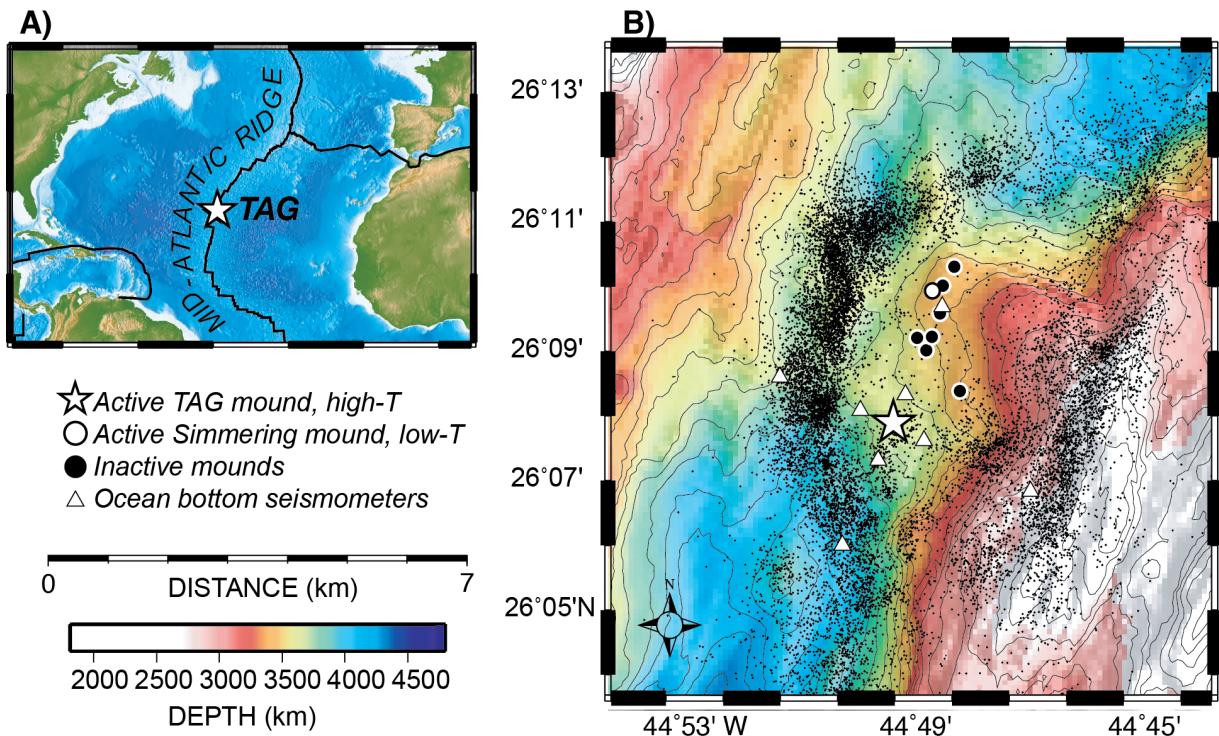 A)
MID-ATLANTIC RIDGE
TAG
Active TAG mound, high-T
Active Simmering mound, low-T
Inactive mounds
Ocean bottom seismometers
0 7
DISTANCE (km)
2000 2500 3000 3500 4000 4500
DEPTH (km)
B)
26°13'
26°11'
26°09'
26°07'
26°05'N
N
44°53' W 44°49' 44°45'